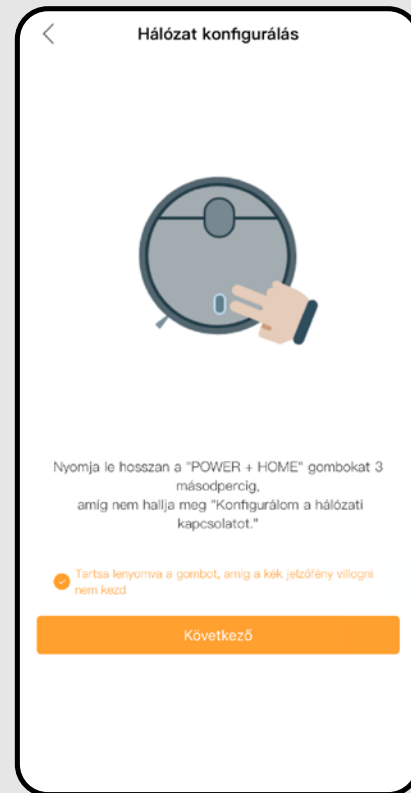 Hálózat konfigurálás
Nyomja le hosszan a "POWER + HOME" gombokat 3
másodpercig,
amíg nem hallja meg "Konfigurálom a hálózati
kapcsolatot."
Tartsa lenyomva a gombot, amíg a kék jelzőfény villogni
nem kezd
Következő